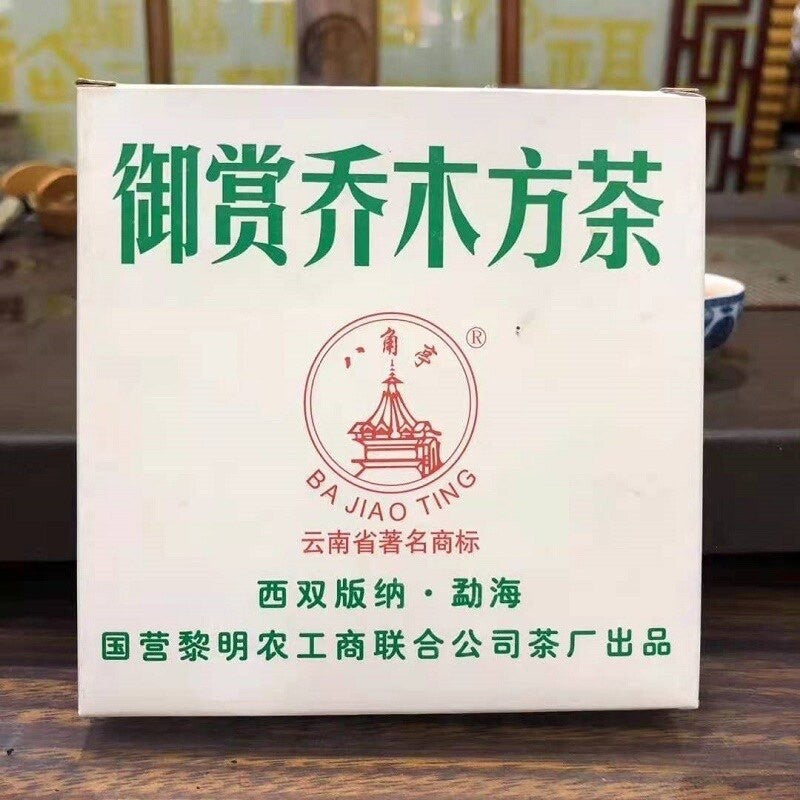 御赏乔木方茶
八角亭
®
BA JIAO TING
云南省著名商标
西双版纳·勐海
国营黎明农工商联合公司茶厂出品